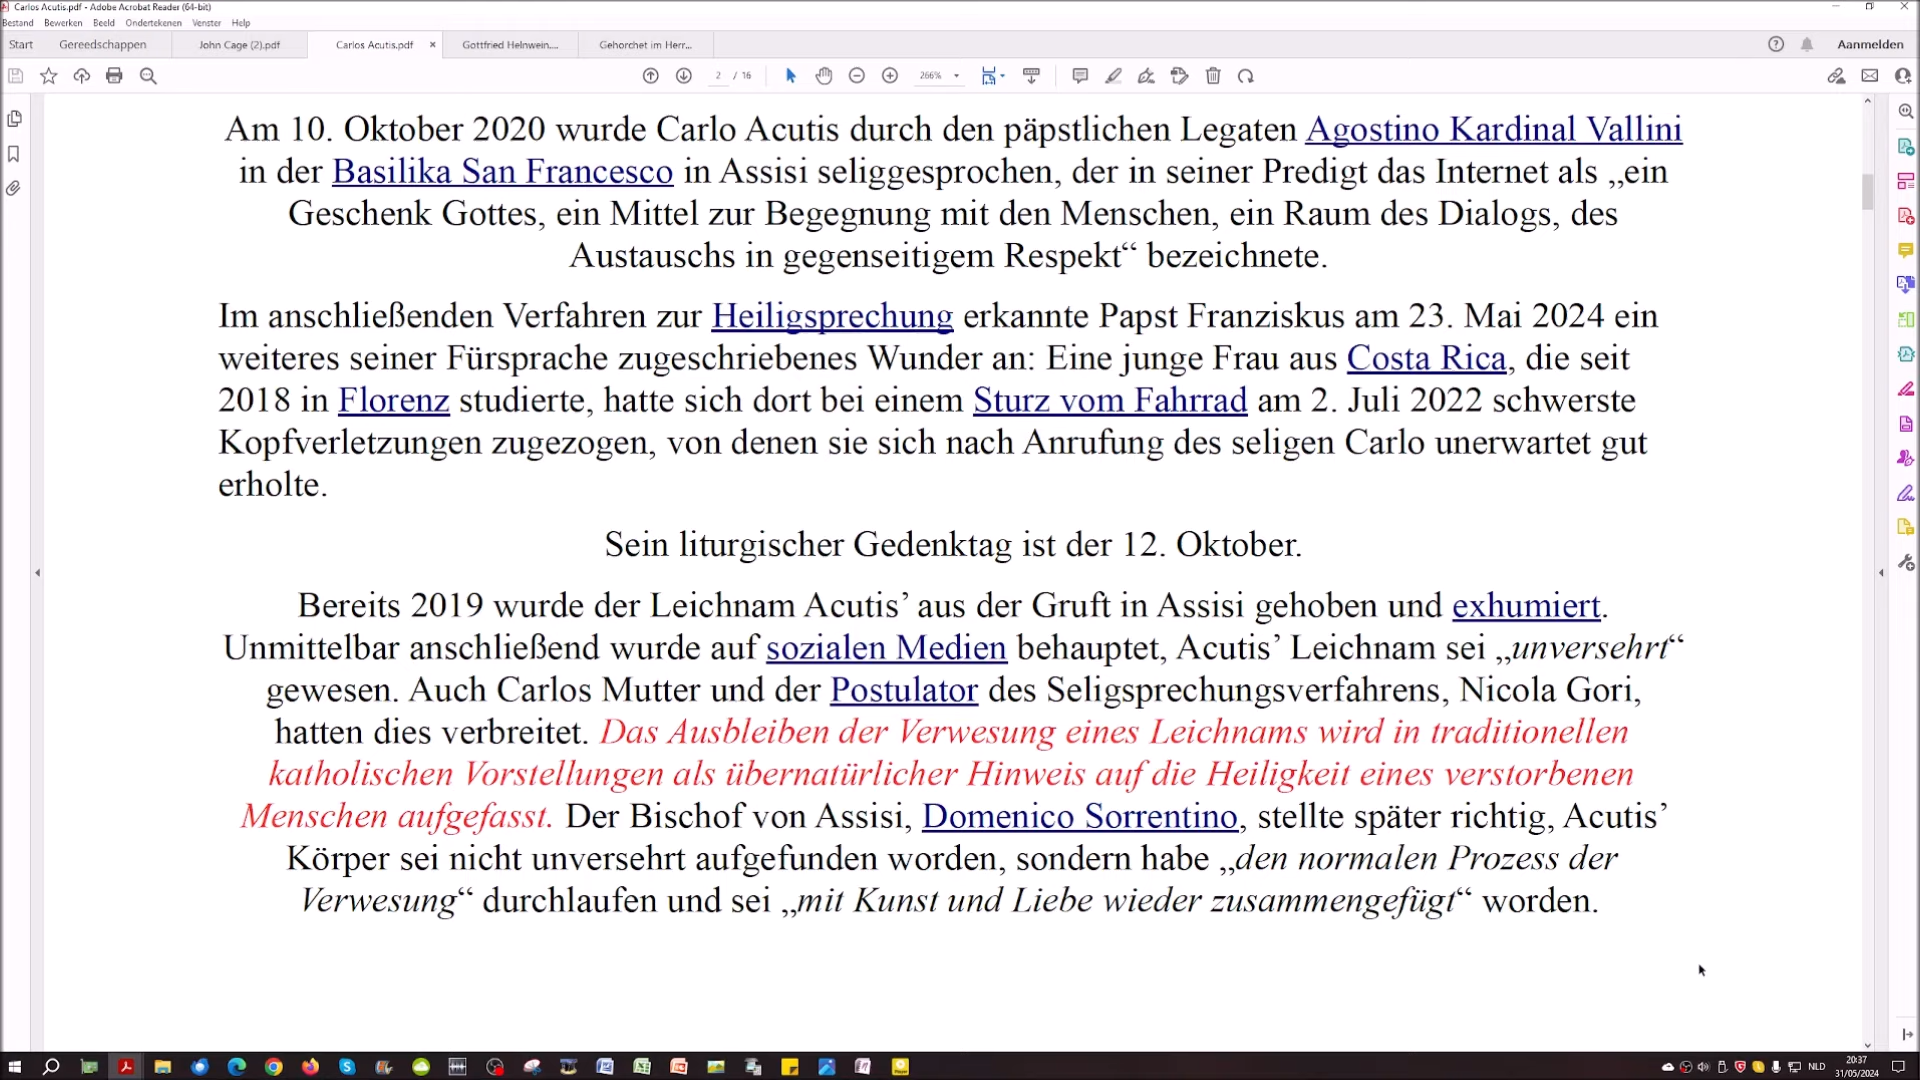 Carlos Acutis.pdf - Adobe Acrobat Reader (64-bit)
Bestand Bewerken Beeld Ondertekenen Venster Help
Start Gereedschappen John Cage (2).pdf Carlos Acutis.pdf × Gottfried Helnwein.... Gehorchet im Herr... Aanmelden
2 / 16 266%
Am 10. Oktober 2020 wurde Carlo Acutis durch den päpstlichen Legaten Agostino Kardinal Vallini
in der Basilika San Francesco in Assisi seliggesprochen, der in seiner Predigt das Internet als „ein
Geschenk Gottes, ein Mittel zur Begegnung mit den Menschen, ein Raum des Dialogs, des
Austauschs in gegenseitigem Respekt“ bezeichnete.
Im anschließenden Verfahren zur Heiligsprechung erkannte Papst Franziskus am 23. Mai 2024 ein
weiteres seiner Fürsprache zugeschriebenes Wunder an: Eine junge Frau aus Costa Rica, die seit
2018 in Florenz studierte, hatte sich dort bei einem Sturz vom Fahrrad am 2. Juli 2022 schwerste
Kopfverletzungen zugezogen, von denen sie sich nach Anrufung des seligen Carlo unerwartet gut
erholte.
Sein liturgischer Gedenktag ist der 12. Oktober.
Bereits 2019 wurde der Leichnam Acutis’ aus der Gruft in Assisi gehoben und exhumiert.
Unmittelbar anschließend wurde auf sozialen Medien behauptet, Acutis’ Leichnam sei „unversehrt“
gewesen. Auch Carlos Mutter und der Postulator des Seligsprechungsverfahrens, Nicola Gori,
hatten dies verbreitet. Das Ausbleiben der Verwesung eines Leichnams wird in traditionellen
katholischen Vorstellungen als übernatürlicher Hinweis auf die Heiligkeit eines verstorbenen
Menschen aufgefasst. Der Bischof von Assisi, Domenico Sorrentino, stellte später richtig, Acutis’
Körper sei nicht unversehrt aufgefunden worden, sondern habe „den normalen Prozess der
Verwesung“ durchlaufen und sei „mit Kunst und Liebe wieder zusammengefügt“ worden.
NLD
20:37
31/05/2024